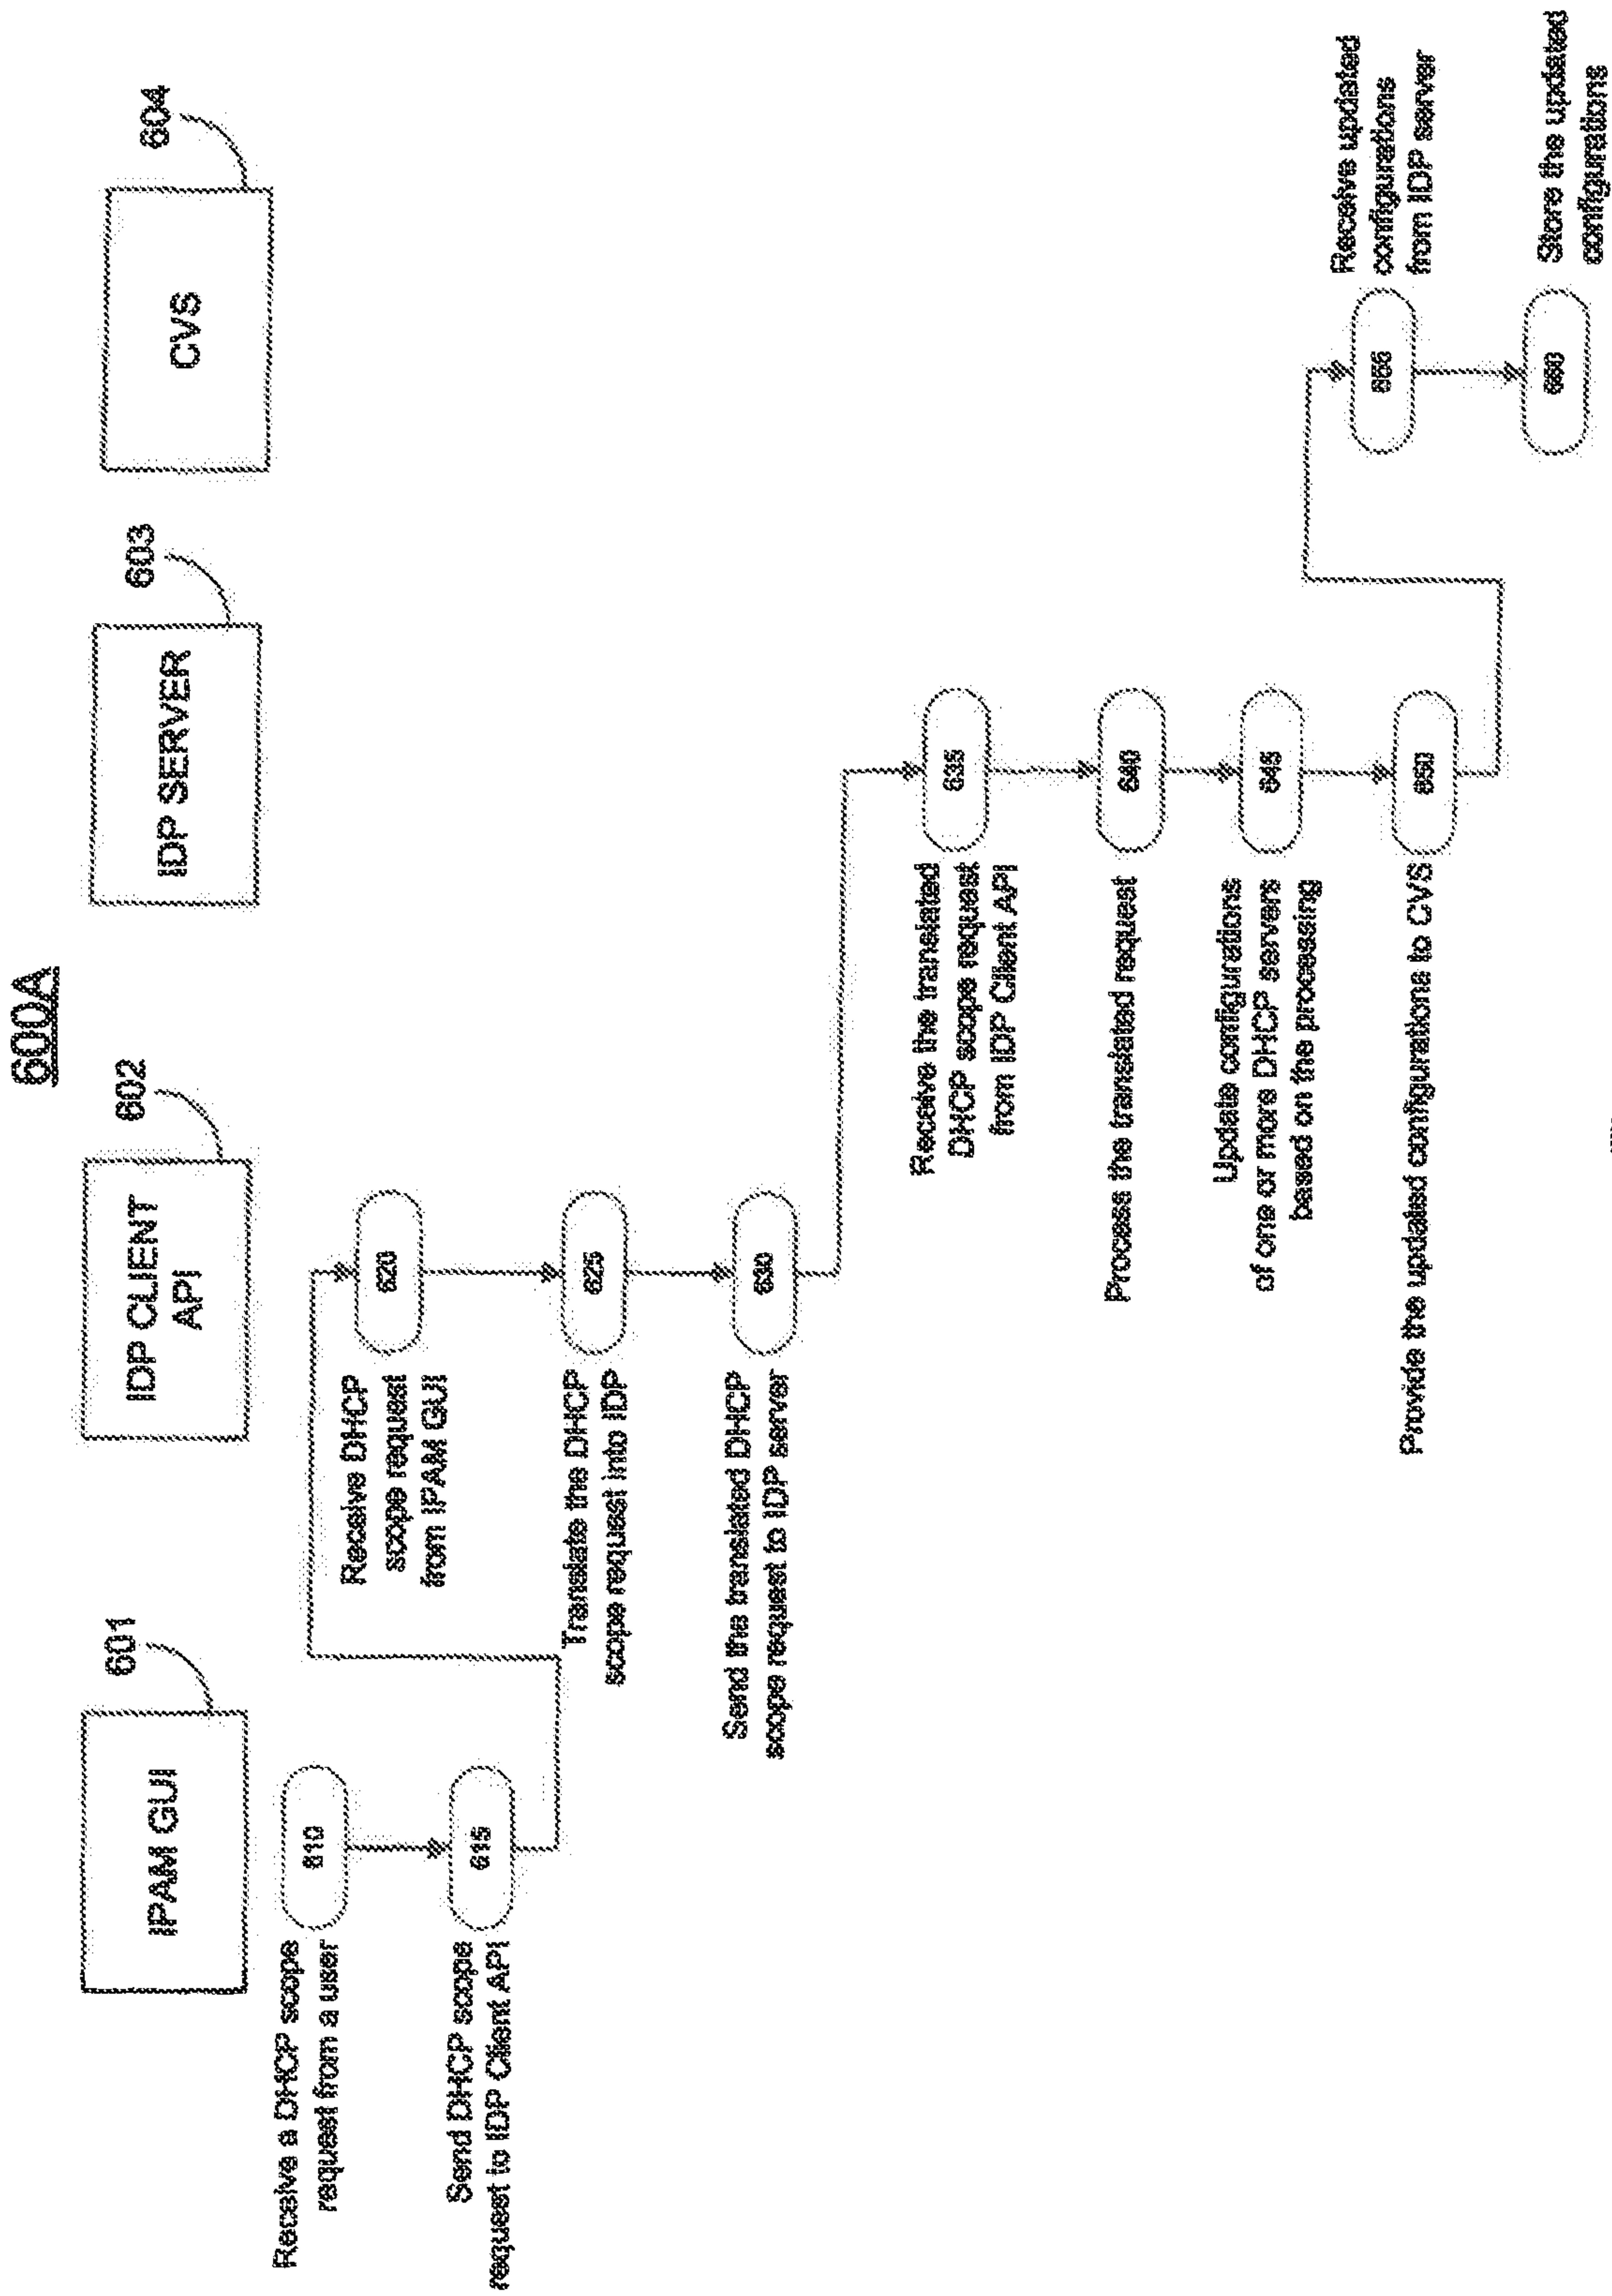 600A
IPAM GUI
601
IDP CLIENT
API
602
IDP SERVER
603
CVS
604
Receive a DHCP scope
request from a user
610
Send DHCP scope
request to IDP Client API
615
Receive DHCP
scope request
from IPAM GUI
620
Translate the DHCP
scope request into IDP
625
Send the translated DHCP
scope request to IDP server
630
Receive the translated
DHCP scope request
from IDP Client API
635
Process the translated request
640
Update configurations
of one or more DHCP servers
based on the processing
645
Provide the updated configurations to CVS
650
Receive updated
configurations
from IDP server
655
Store the updated
configurations
660